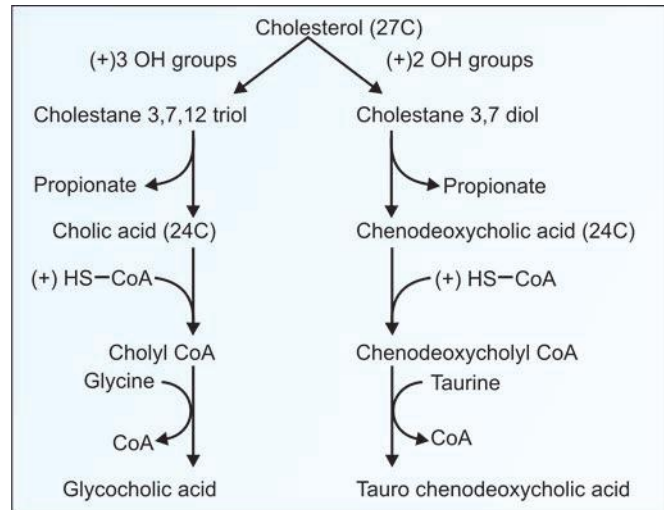 Cholesterol (27C)
(+)3 OH groups
(+)2 OH groups
Cholestane 3,7,12 triol
Cholestane 3,7 diol
Propionate
Propionate
Cholic acid (24C)
Chenodeoxycholic acid (24C)
(+) HS–CoA
(+) HS–CoA
Cholyl CoA
Chenodeoxycholyl CoA
Glycine
Taurine
CoA
CoA
Glycocholic acid
Tauro chenodeoxycholic acid